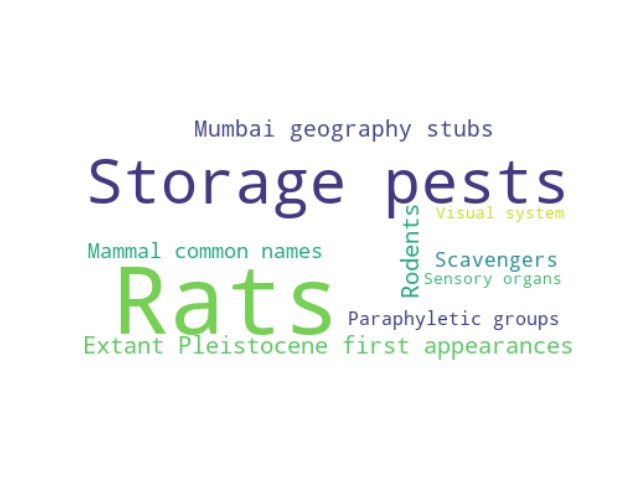 Mumbai geography stubs
Storage pests
Visual system
Rodents
Mammal common names
Scavengers
Rats
Sensory organs
Paraphyletic groups
Extant Pleistocene first appearances